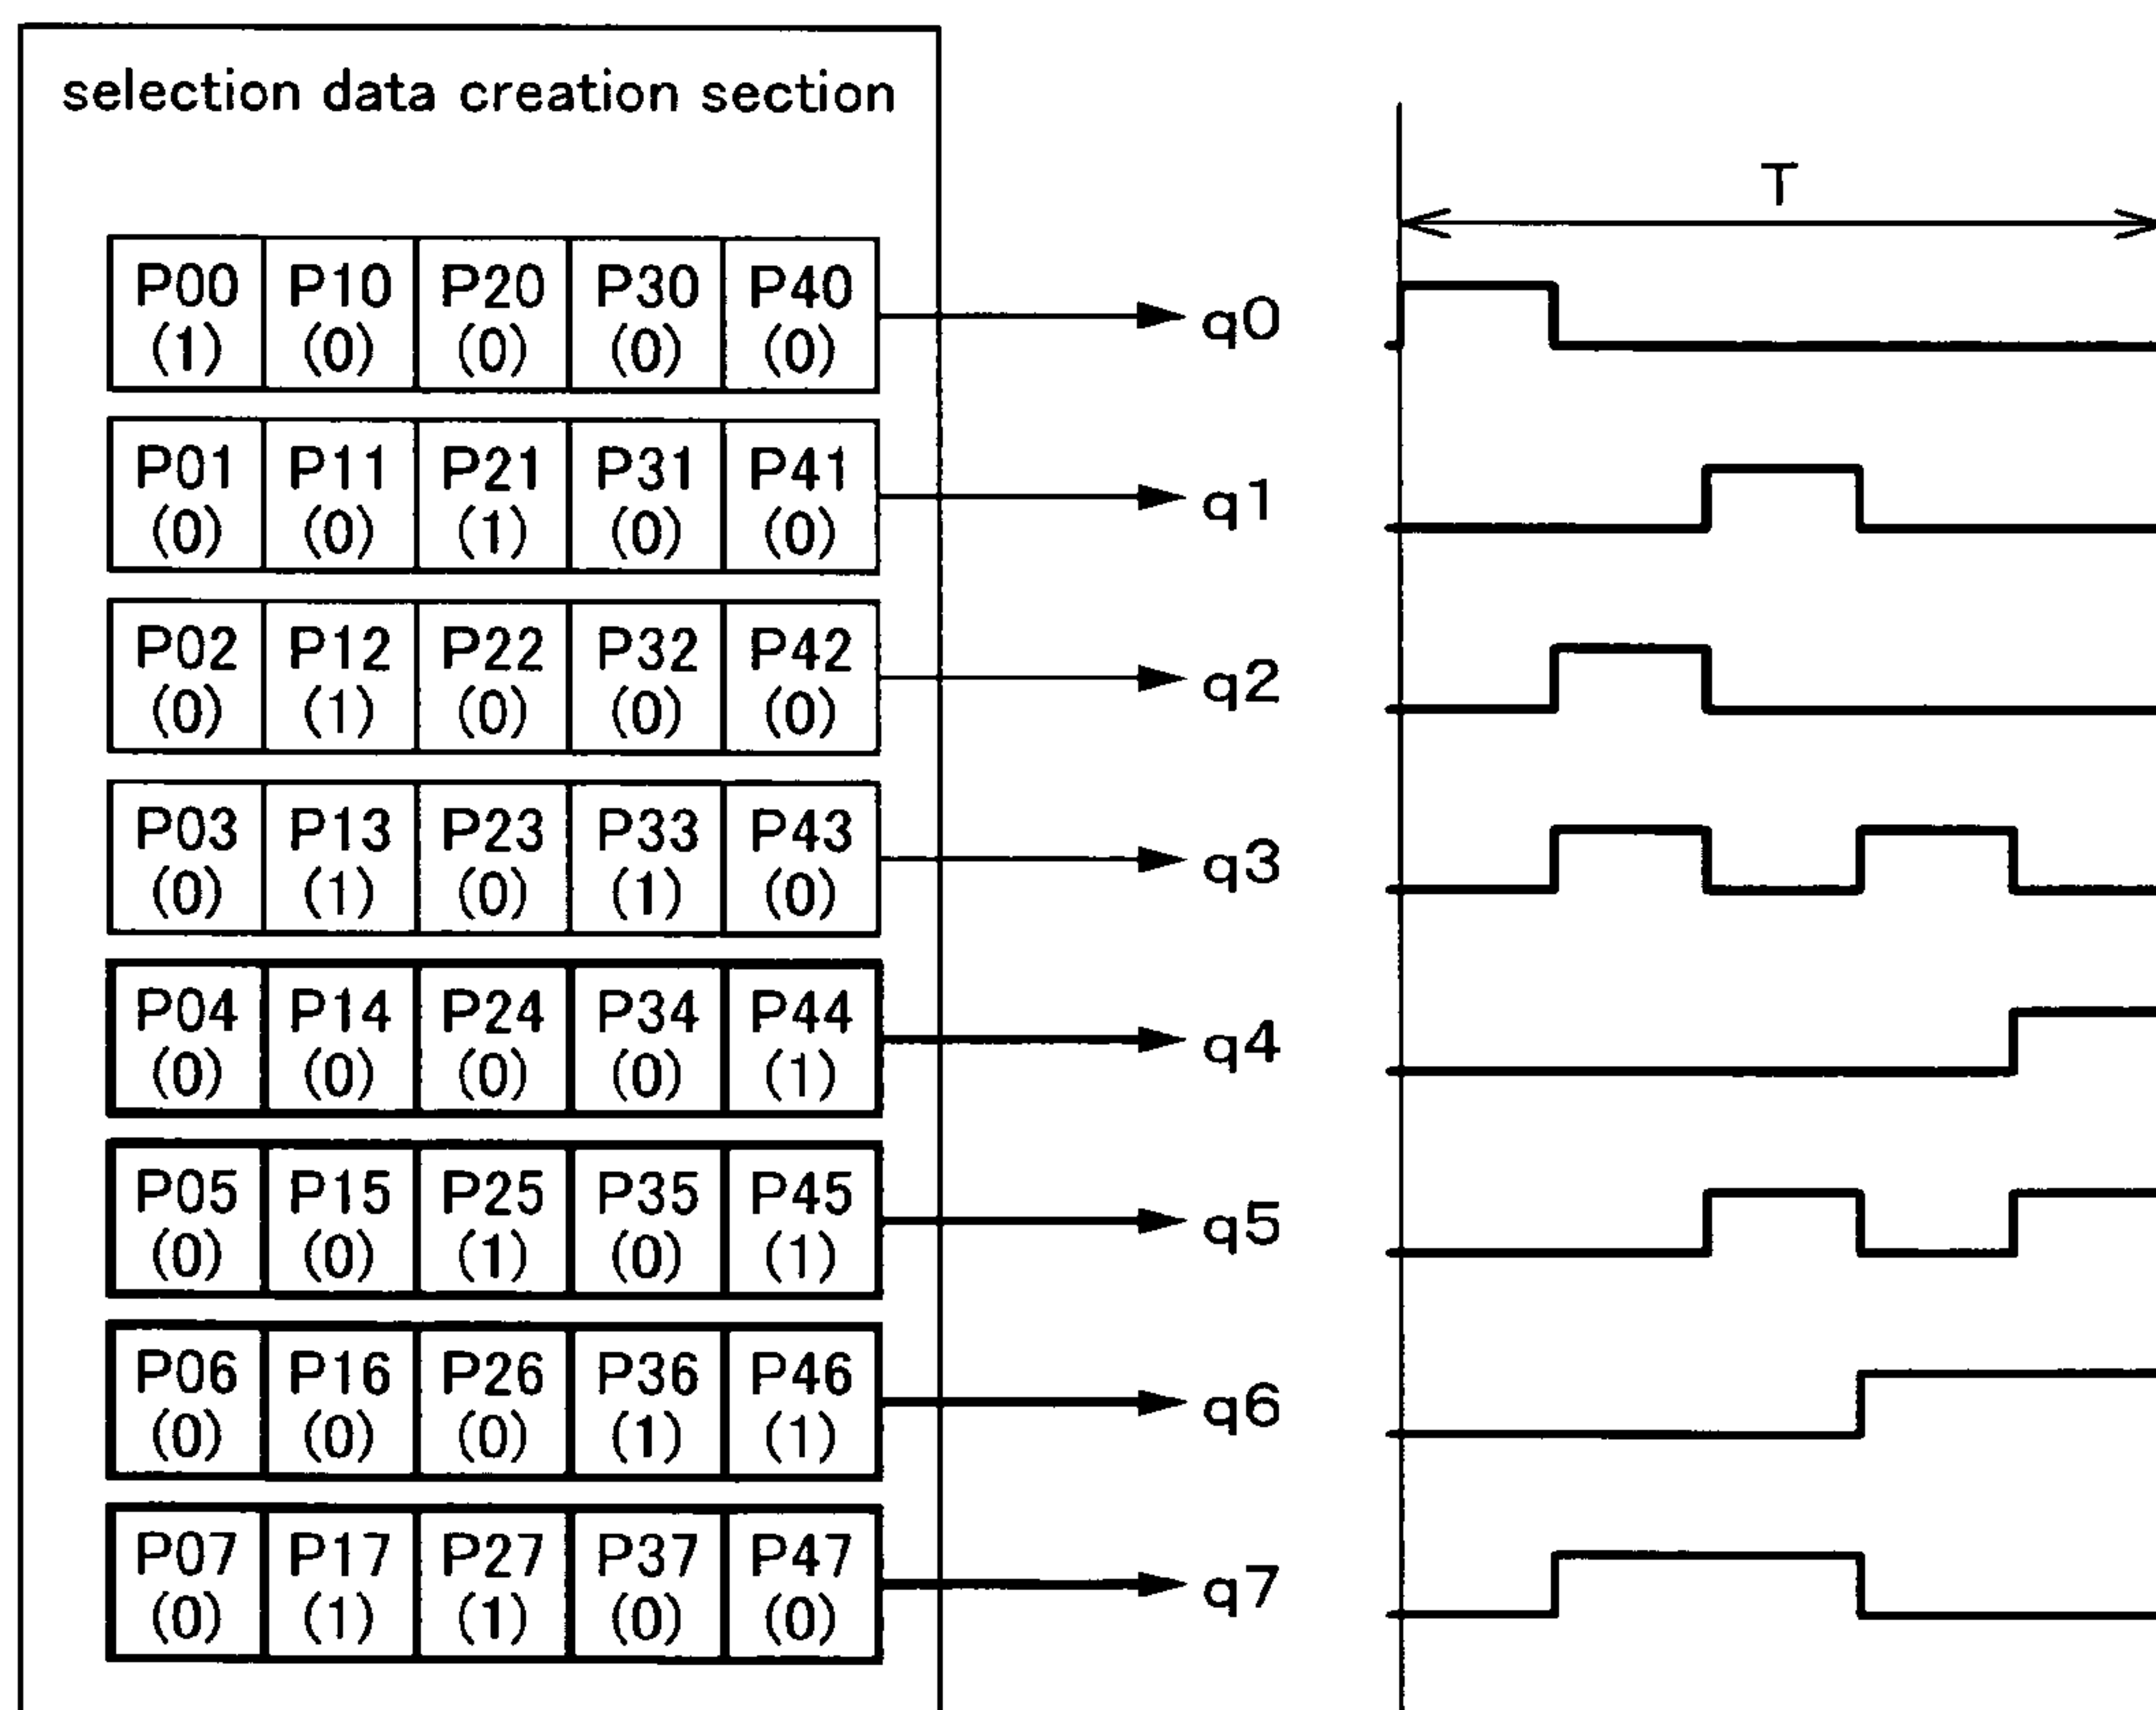 selection data creation section
T
P00 P10 P20 P30 P40
(1) (0) (0) (0) (0)
q0
P01 P11 P21 P31 P41
(0) (0) (1) (0) (0)
q1
P02 P12 P22 P32 P42
(0) (1) (0) (0) (0)
q2
P03 P13 P23 P33 P43
(0) (1) (0) (1) (0)
q3
P04 P14 P24 P34 P44
(0) (0) (0) (0) (1)
q4
P05 P15 P25 P35 P45
(0) (0) (1) (0) (1)
q5
P06 P16 P26 P36 P46
(0) (0) (0) (1) (1)
q6
P07 P17 P27 P37 P47
(0) (1) (1) (0) (0)
q7